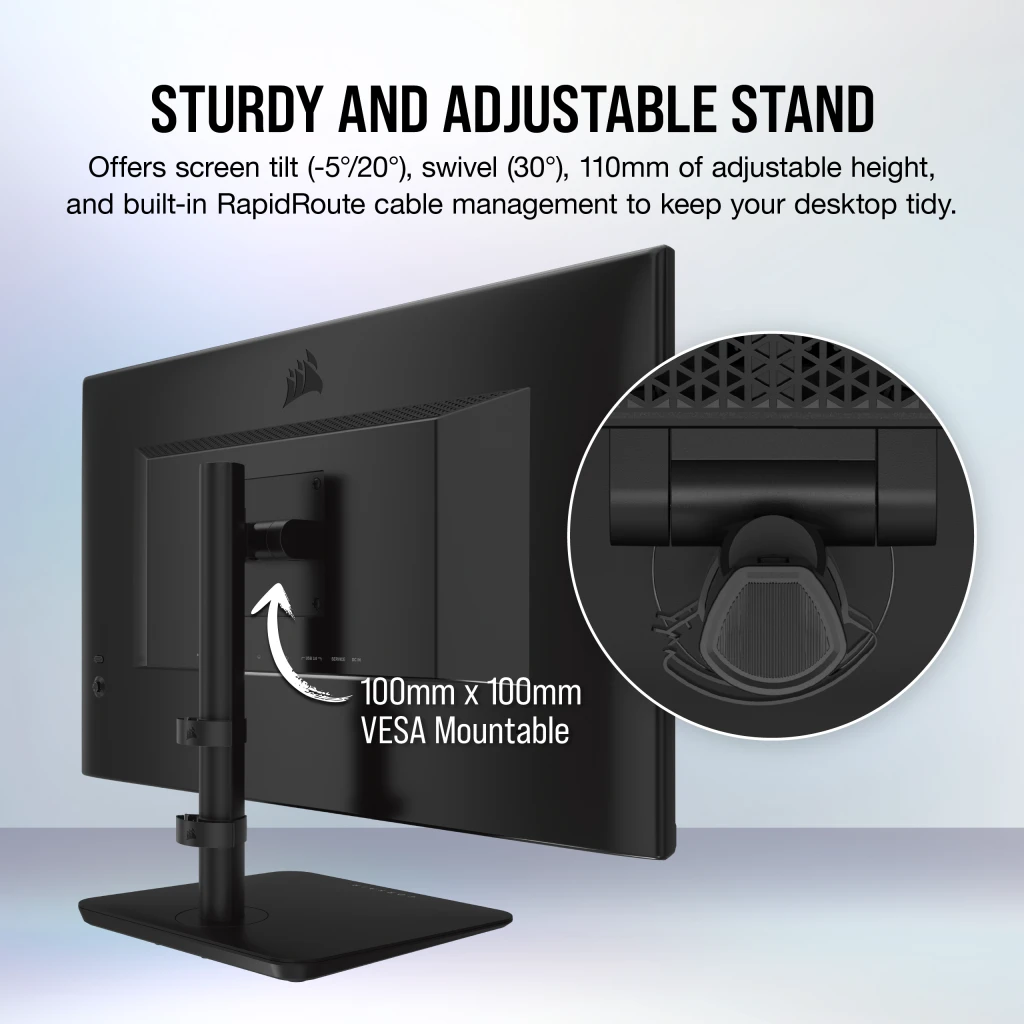 STURDY AND ADJUSTABLE STAND
Offers screen tilt (-5°/20°), swivel (30°), 110mm of adjustable height,
and built-in RapidRoute cable management to keep your desktop tidy.
100mm x 100mm
VESA Mountable